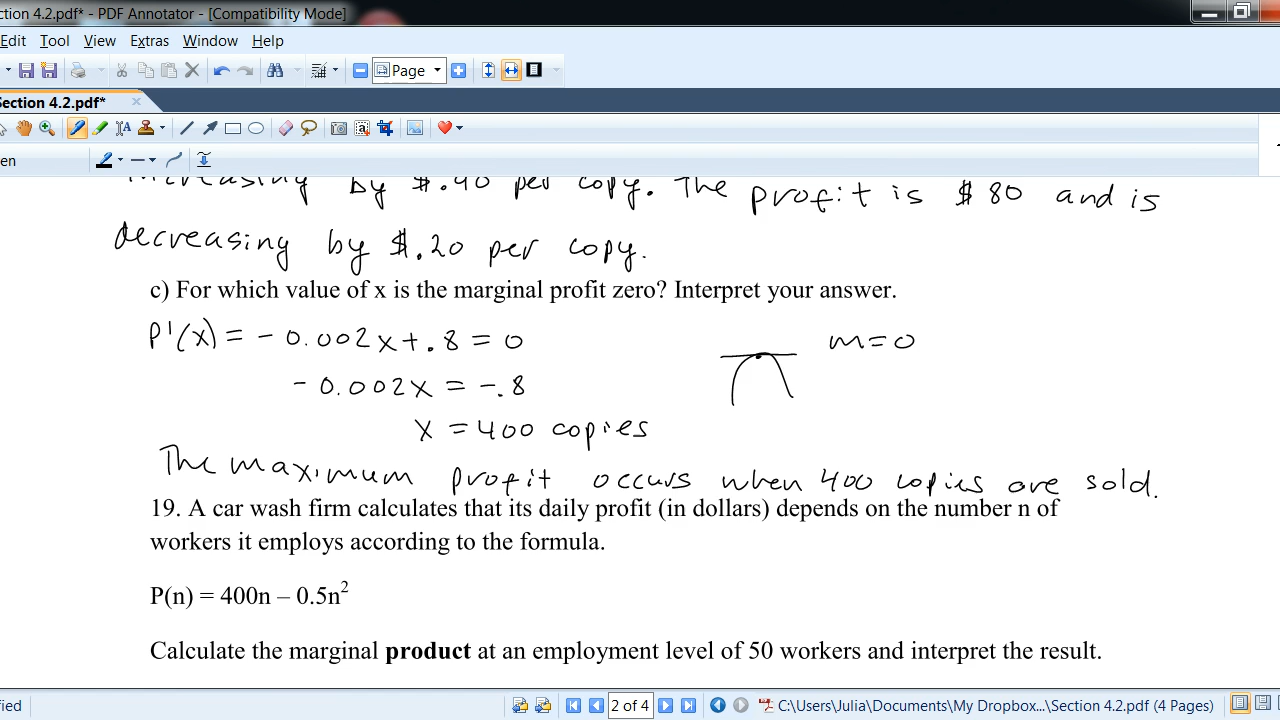 ction 4.2.pdf* - PDF Annotator - [Compatibility Mode]
Edit Tool View Extras Window Help
Page
Section 4.2.pdf*
en
increasing by $.40 per copy. The profit is $80 and is
decreasing by $.20 per copy.
c) For which value of x is the marginal profit zero? Interpret your answer.
P'(x) = - 0.002x + .8 = 0
m = 0
- 0.002x = - .8
x = 400 copies
The maximum profit occurs when 400 copies are sold.
19. A car wash firm calculates that its daily profit (in dollars) depends on the number n of
workers it employs according to the formula.
P(n) = 400n – 0.5n²
Calculate the marginal product at an employment level of 50 workers and interpret the result.
fied
2 of 4
C:\Users\Julia\Documents\My Dropbox...\Section 4.2.pdf (4 Pages)